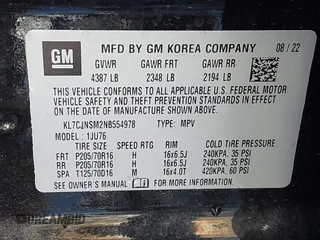 GM
MFD BY GM KOREA COMPANY 08/22
GVWR GAWR FRT GAWR RR
4387 LB 2348 LB 2194 LB
THIS VEHICLE CONFORMS TO ALL APPLICABLE U.S. FEDERAL MOTOR
VEHICLE SAFETY AND THEFT PREVENTION STANDARDS IN EFFECT
ON THE DATE OF MANUFACTURE SHOWN ABOVE.
KL7CJNSM2NB554978 TYPE: MPV
MODEL: 1JU76
TIRE SIZE SPEED RTG RIM COLD TIRE PRESSURE
FRT P205/70R16 H 16x6.5J 240KPA, 35 PSI
RR P205/70R16 H 16x6.5J 240KPA, 35 PSI
SPA T125/70D16 M 16x4.0T 420KPA, 60 PSI
SEE OWNER'S MANUAL FOR ADDITIONAL INFORMATION.